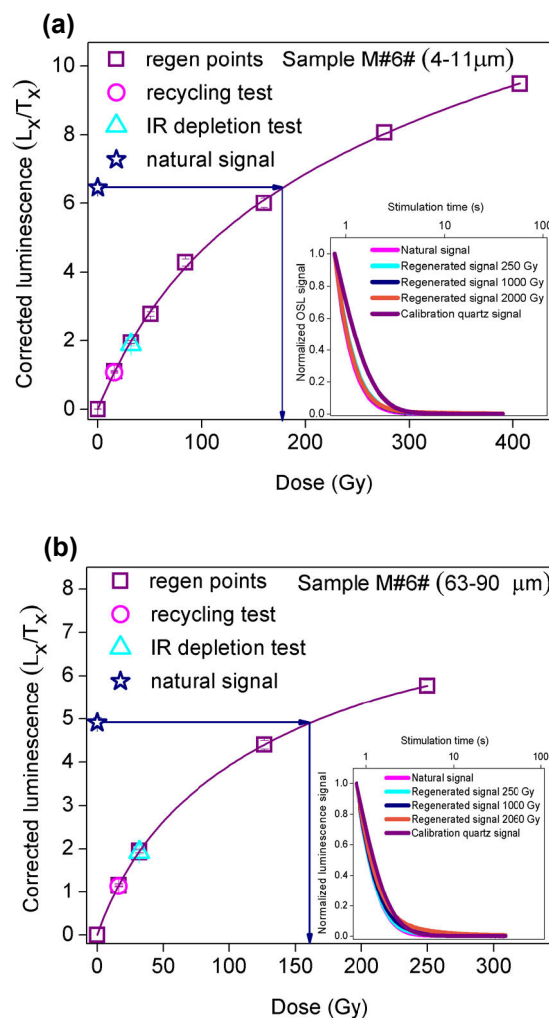 (a)
regen points Sample M#6# (4-11μm)
recycling test
IR depletion test
natural signal
Corrected luminescence (LX/TX)
10
8
6
4
2
0
0 100 200 300 400
Dose (Gy)
Stimulation time (s)
1 10 100
Normalized OSL signal
1.0
0.8
0.6
0.4
0.2
0.0
Natural signal
Regenerated signal 250 Gy
Regenerated signal 1000 Gy
Regenerated signal 2000 Gy
Calibration quartz signal
(b)
regen points Sample M#6# (63-90 μm)
recycling test
IR depletion test
natural signal
Corrected luminescence (LX/TX)
8
7
6
5
4
3
2
1
0
0 50 100 150 200 250 300
Dose (Gy)
Stimulation time (s)
1 10 100
Normalized luminescence signal
1.0
0.8
0.6
0.4
0.2
0.0
Natural signal
Regenerated signal 250 Gy
Regenerated signal 1000 Gy
Regenerated signal 2060 Gy
Calibration quartz signal